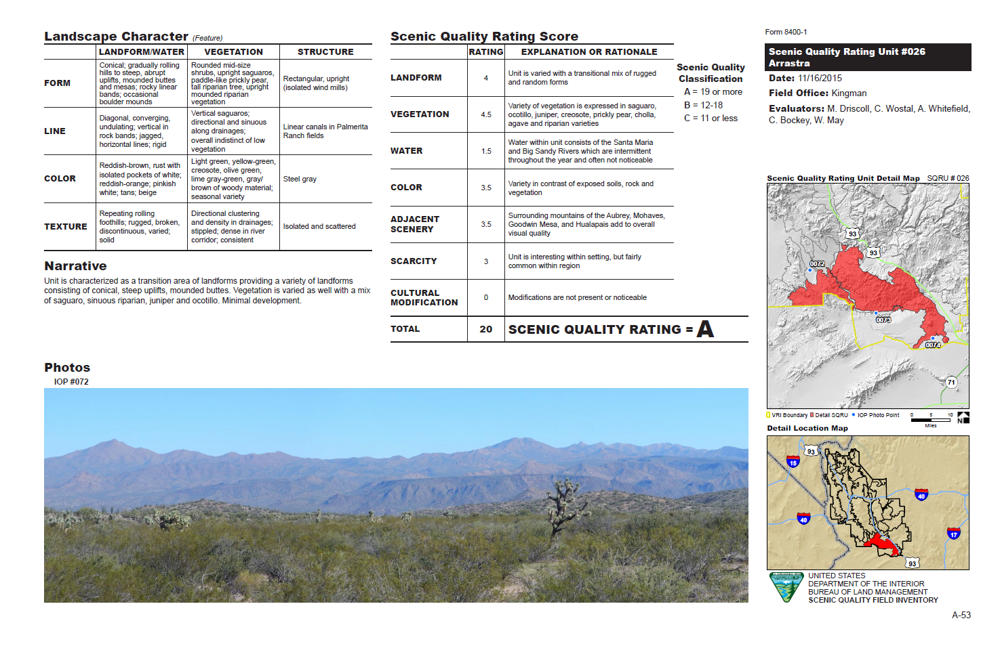 Landscape Character (Feature)
LANDFORM/WATER VEGETATION STRUCTURE
FORM
Conical; gradually rolling
hills to steep, abrupt
uplifts, mounded buttes
and mesas; rocky linear
bands; occasional
boulder mounds
Rounded mid-size
shrubs, upright saguaros,
paddle-like prickly pear,
tall riparian tree, upright
mounded riparian
vegetation
Rectangular, upright
(isolated wind mills)
LINE
Diagonal, converging,
undulating; vertical in
rock bands; jagged,
horizontal lines; rigid
Vertical saguaros;
directional and sinuous
along drainages;
overall indistinct of low
vegetation
Linear canals in Palmerita
Ranch fields
COLOR
Reddish-brown, rust with
isolated pockets of white;
reddish-orange; pinkish
white; tans; beige
Light green, yellow-green,
creosote, olive green,
lime gray-green, gray/
brown of woody material;
seasonal variety
Steel gray
TEXTURE
Repeating rolling
foothills; rugged, broken,
discontinuous, varied;
solid
Directional clustering
and density in drainages;
stippled; dense in river
corridor; consistent
Isolated and scattered
Narrative
Unit is characterized as a transition area of landforms providing a variety of landforms
consisting of conical, steep uplifts, mounded buttes. Vegetation is varied as well with a mix
of saguaro, sinuous riparian, juniper and ocotillo. Minimal development.
Scenic Quality Rating Score
RATING EXPLANATION OR RATIONALE
LANDFORM
4
Unit is varied with a transitional mix of rugged
and random forms
VEGETATION
4.5
Variety of vegetation is expressed in saguaro,
ocotillo, juniper, creosote, prickly pear, cholla,
agave and riparian varieties
WATER
1.5
Water within unit consists of the Santa Maria
and Big Sandy Rivers which are intermittent
throughout the year and often not noticeable
COLOR
3.5
Variety in contrast of exposed soils, rock and
vegetation
ADJACENT
SCENERY
3.5
Surrounding mountains of the Aubrey, Mohaves,
Goodwin Mesa, and Hualapais add to overall
visual quality
SCARCITY
3
Unit is interesting within setting, but fairly
common within region
CULTURAL
MODIFICATION
0
Modifications are not present or noticeable
TOTAL 20 SCENIC QUALITY RATING = A
Scenic Quality
Classification
A = 19 or more
B = 12-18
C = 11 or less
Form 8400-1
Scenic Quality Rating Unit #026
Arrastra
Date: 11/16/2015
Field Office: Kingman
Evaluators: M. Driscoll, C. Wostal, A. Whitefield,
C. Bockey, W. May
Scenic Quality Rating Unit Detail Map SQRU # 026
93
93
0072
0073
0074
71
VRI Boundary Detail SQRU IOP Photo Point
0 5 10
Miles
N
Detail Location Map
93
15
40
40
17
93
Photos
IOP #072
UNITED STATES
DEPARTMENT OF THE INTERIOR
BUREAU OF LAND MANAGEMENT
SCENIC QUALITY FIELD INVENTORY
A-53